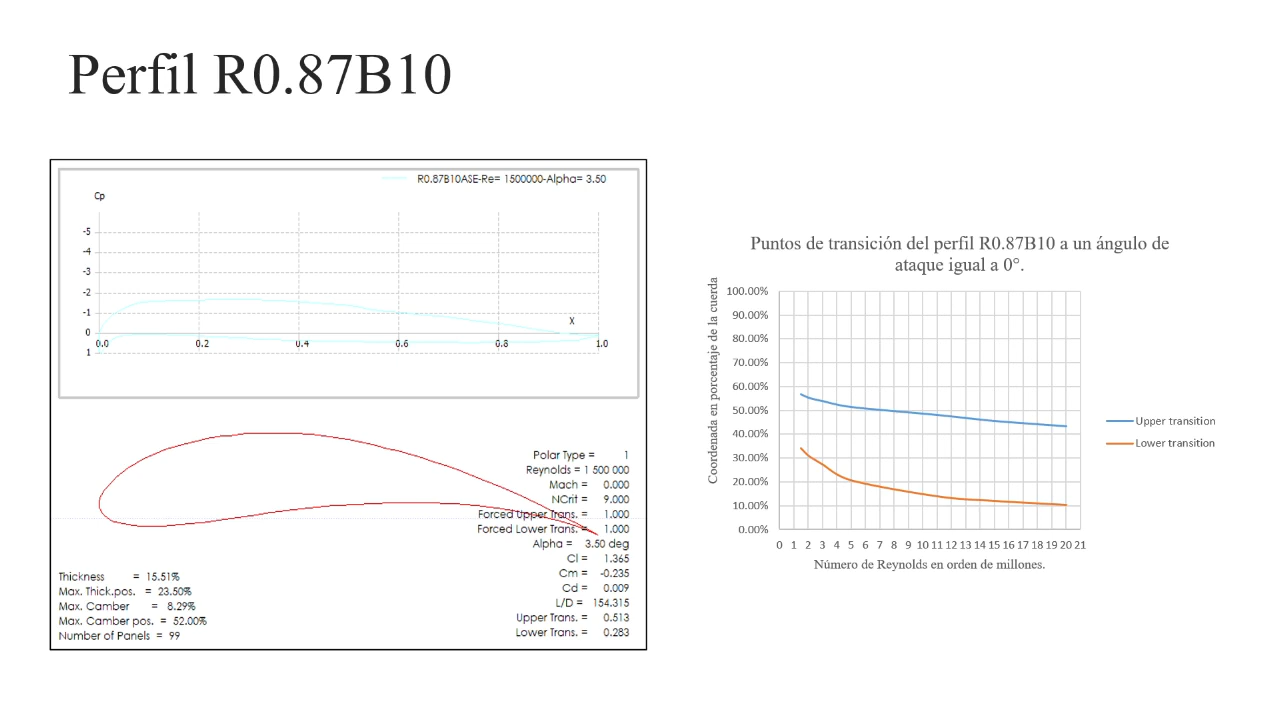 Perfil R0.87B10
R0.87B10ASE-Re= 1500000-Alpha= 3.50
Cp
-5
-4
-3
-2
-1
0
1
X
0.0 0.2 0.4 0.6 0.8 1.0
Polar Type = 1
Reynolds = 1 500 000
Mach = 0.000
NCrit = 9.000
Forced Upper Trans. = 1.000
Forced Lower Trans. = 1.000
Alpha = 3.50 deg
Cl = 1.365
Cm = -0.235
Cd = 0.009
L/D = 154.315
Upper Trans. = 0.513
Lower Trans. = 0.283
Thickness = 15.51%
Max. Thick.pos. = 23.50%
Max. Camber = 8.29%
Max. Camber pos. = 52.00%
Number of Panels = 99
Puntos de transición del perfil R0.87B10 a un ángulo de
ataque igual a 0°.
Coordenada en porcentaje de la cuerda
100.00%
90.00%
80.00%
70.00%
60.00%
50.00%
40.00%
30.00%
20.00%
10.00%
0.00%
0 1 2 3 4 5 6 7 8 9 10 11 12 13 14 15 16 17 18 19 20 21
Número de Reynolds en orden de millones.
Upper transition
Lower transition